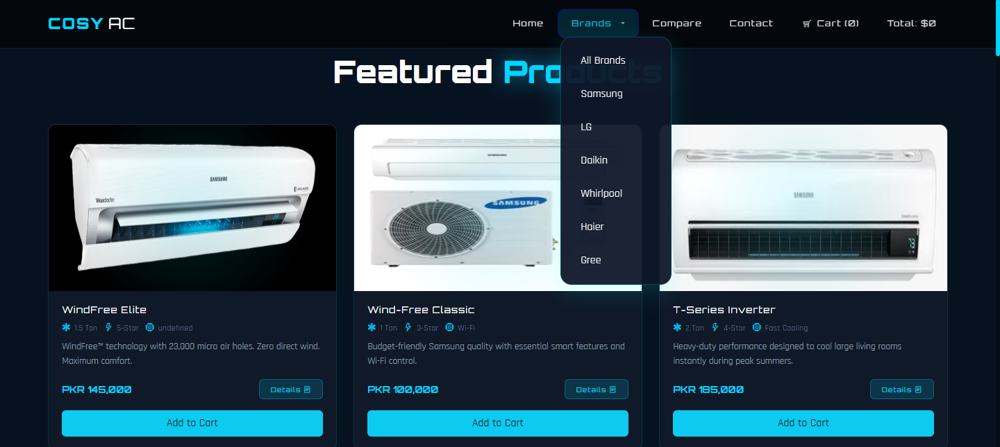 COSY AC
Home
Brands
Compare
Contact
Cart (0)
Total: $0
All Brands
Samsung
LG
Daikin
Whirlpool
Haier
Gree
Featured Products
SAMSUNG
Virusdoctor
SAMSUNG
SAMSUNG
SAMSUNG
73
WindFree Elite
1.5 Ton 5-Star undefined
WindFree™ technology with 23,000 micro air holes. Zero direct wind.
Maximum comfort.
PKR 145,000
Details
Add to Cart
Wind-Free Classic
1 Ton 3-Star Wi-Fi
Budget-friendly Samsung quality with essential smart features and
Wi-Fi control.
PKR 100,000
Details
Add to Cart
T-Series Inverter
2 Ton 4-Star Fast Cooling
Heavy-duty performance designed to cool large living rooms
instantly during peak summers.
PKR 185,000
Details
Add to Cart